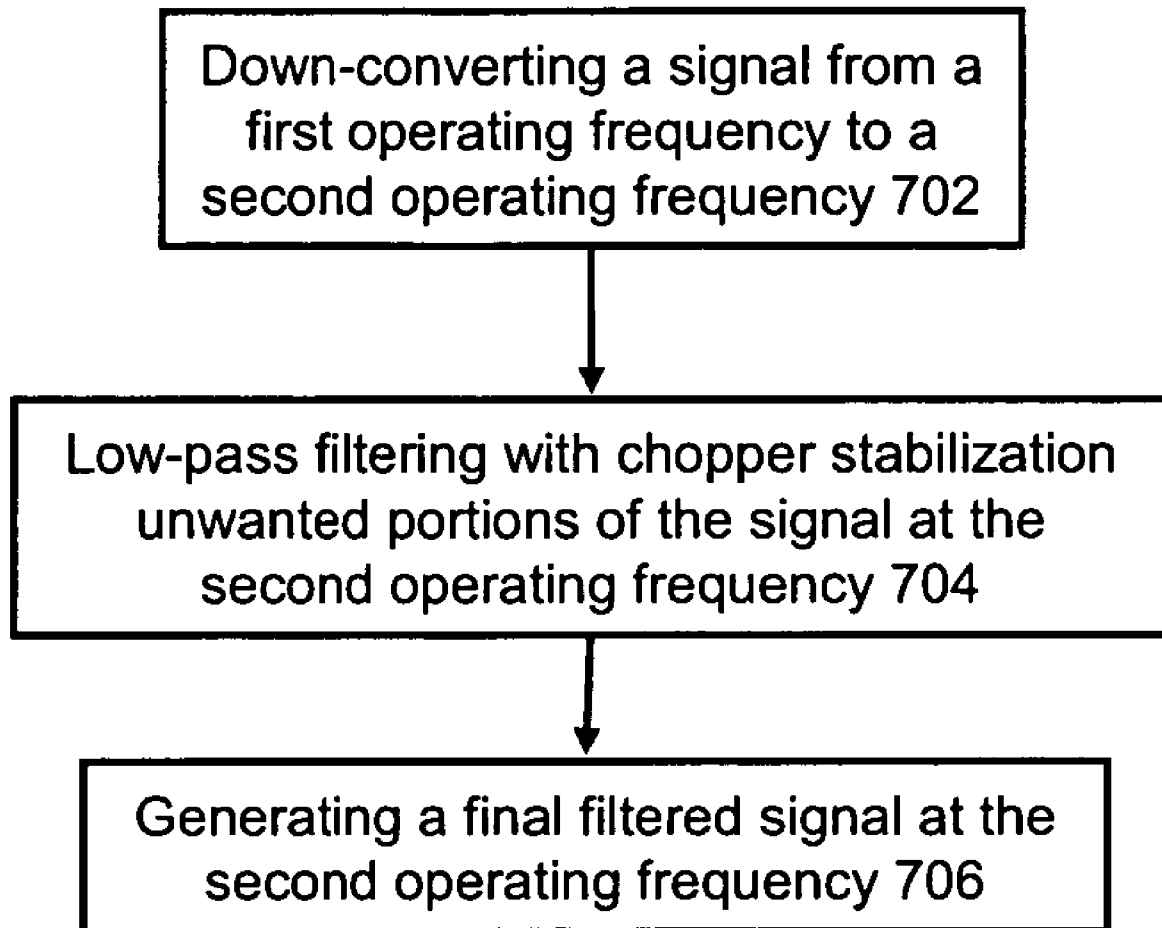 Down-converting a signal from a
first operating frequency to a
second operating frequency 702
Low-pass filtering with chopper stabilization
unwanted portions of the signal at the
second operating frequency 704
Generating a final filtered signal at the
second operating frequency 706